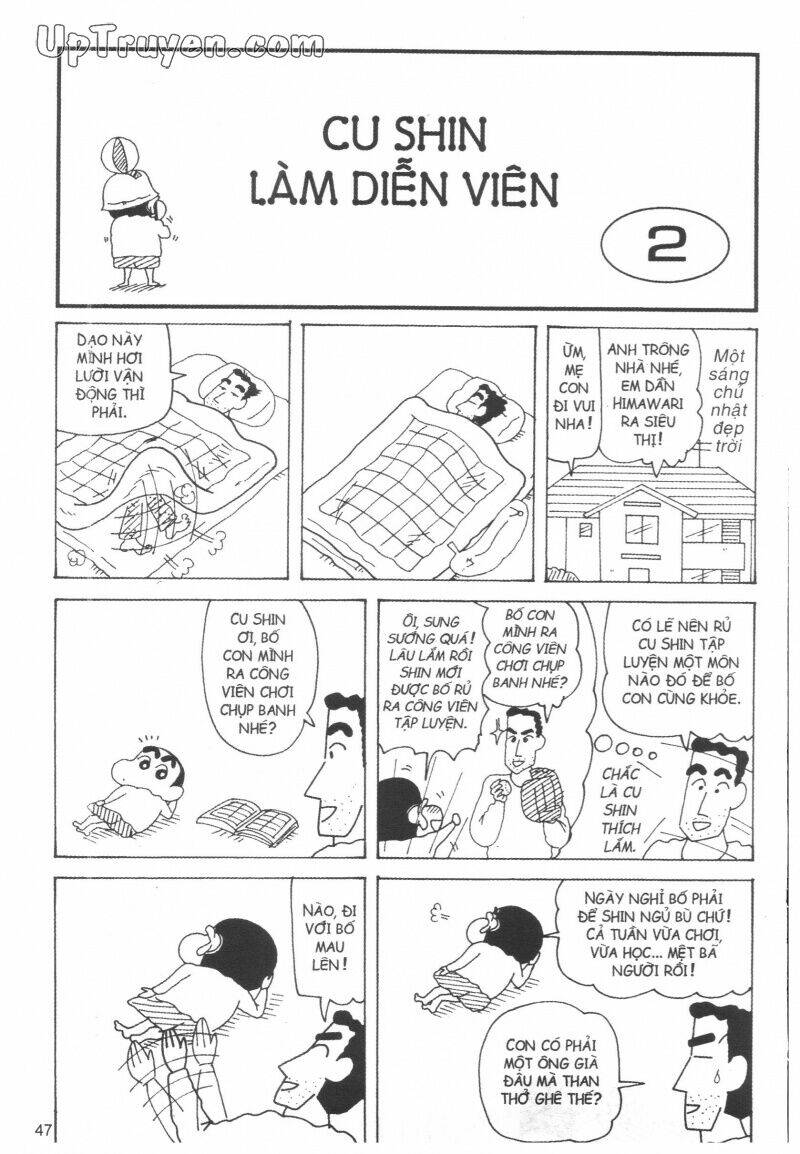 UpTruyen.com
CU SHIN
LÀM DIỄN VIÊN
2
Một
sáng
chủ
nhật
đẹp
trời
ANH TRÔNG
NHÀ NHÉ,
EM DẪN
HIMAWARI
RA SIÊU
THỊ!
ỪM,
MẸ
CON
ĐI VUI
NHA!
DẠO NÀY
MÌNH HƠI
LƯỜI VẬN
ĐỘNG THÌ
PHẢI.
CÓ LẼ NÊN RỦ
CU SHIN TẬP
LUYỆN MỘT MÔN
NÀO ĐÓ ĐỂ BỐ
CON CÙNG KHỎE.
CHẮC
LÀ CU
SHIN
THÍCH
LẮM.
BỐ CON
MÌNH RA
CÔNG VIÊN
CHƠI CHỤP
BANH NHÉ?
ÔI, SUNG
SƯỚNG QUÁ!
LÂU LẮM RỒI
SHIN MỚI
ĐƯỢC BỐ RỦ
RA CÔNG VIÊN
TẬP LUYỆN.
CU SHIN
ƠI, BỐ
CON MÌNH
RA CÔNG
VIÊN CHƠI
CHỤP BANH
NHÉ?
NGÀY NGHỈ BỐ PHẢI
ĐỂ SHIN NGỦ BÙ CHỨ!
CẢ TUẦN VỪA CHƠI,
VỪA HỌC... MỆT BÃ
NGƯỜI RỒI!
CON CÓ PHẢI
MỘT ÔNG GIÀ
ĐÂU MÀ THAN
THỞ GHÊ THẾ?
NÀO, ĐI
VỚI BỐ
MAU
LÊN!
47